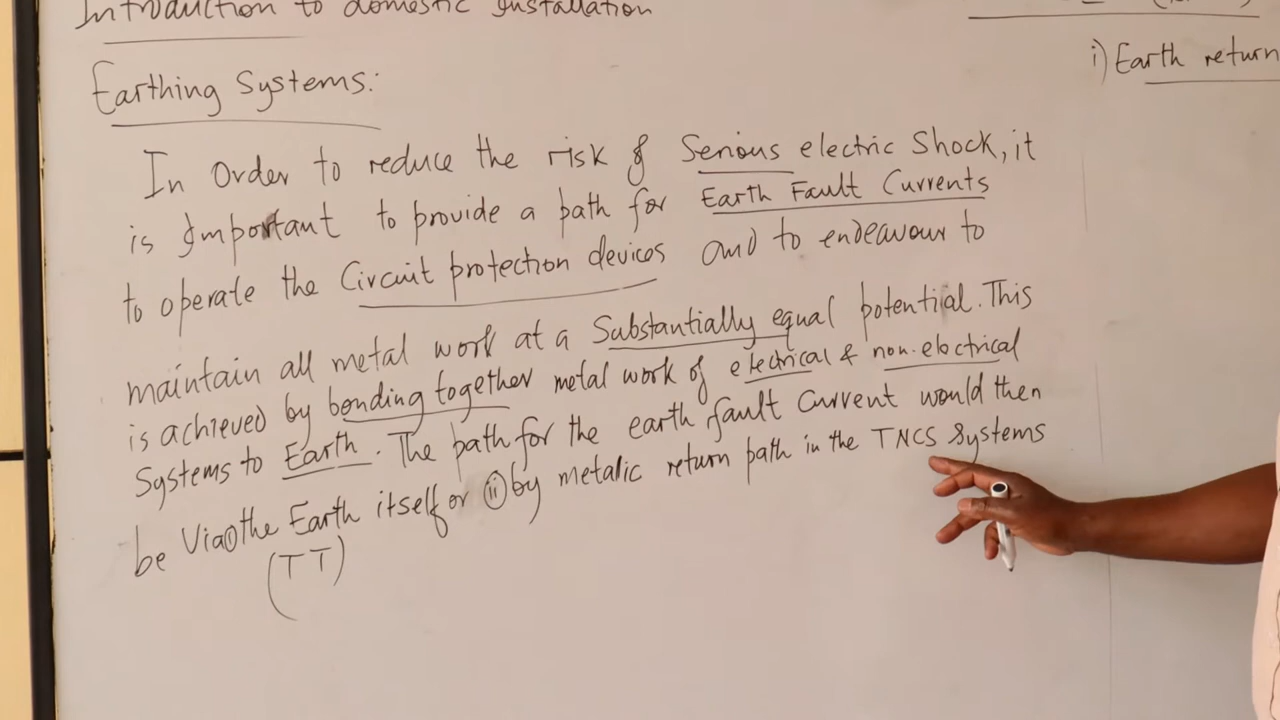 Introduction to domestic Installation
Earthing Systems:
In Order to reduce the risk of Serious electric Shock, it
is Important to provide a path for Earth Fault Currents
to operate the Circuit protection devices and to endeavour to
maintain all metal work at a Substantially equal potential. This
is achieved by bonding together metal work of electrical & non-electrical
Systems to Earth. The path for the earth fault Current would then
be Via (i) the Earth itself or (ii) by metalic return path in the TNCS Systems
(TT)
i) Earth return